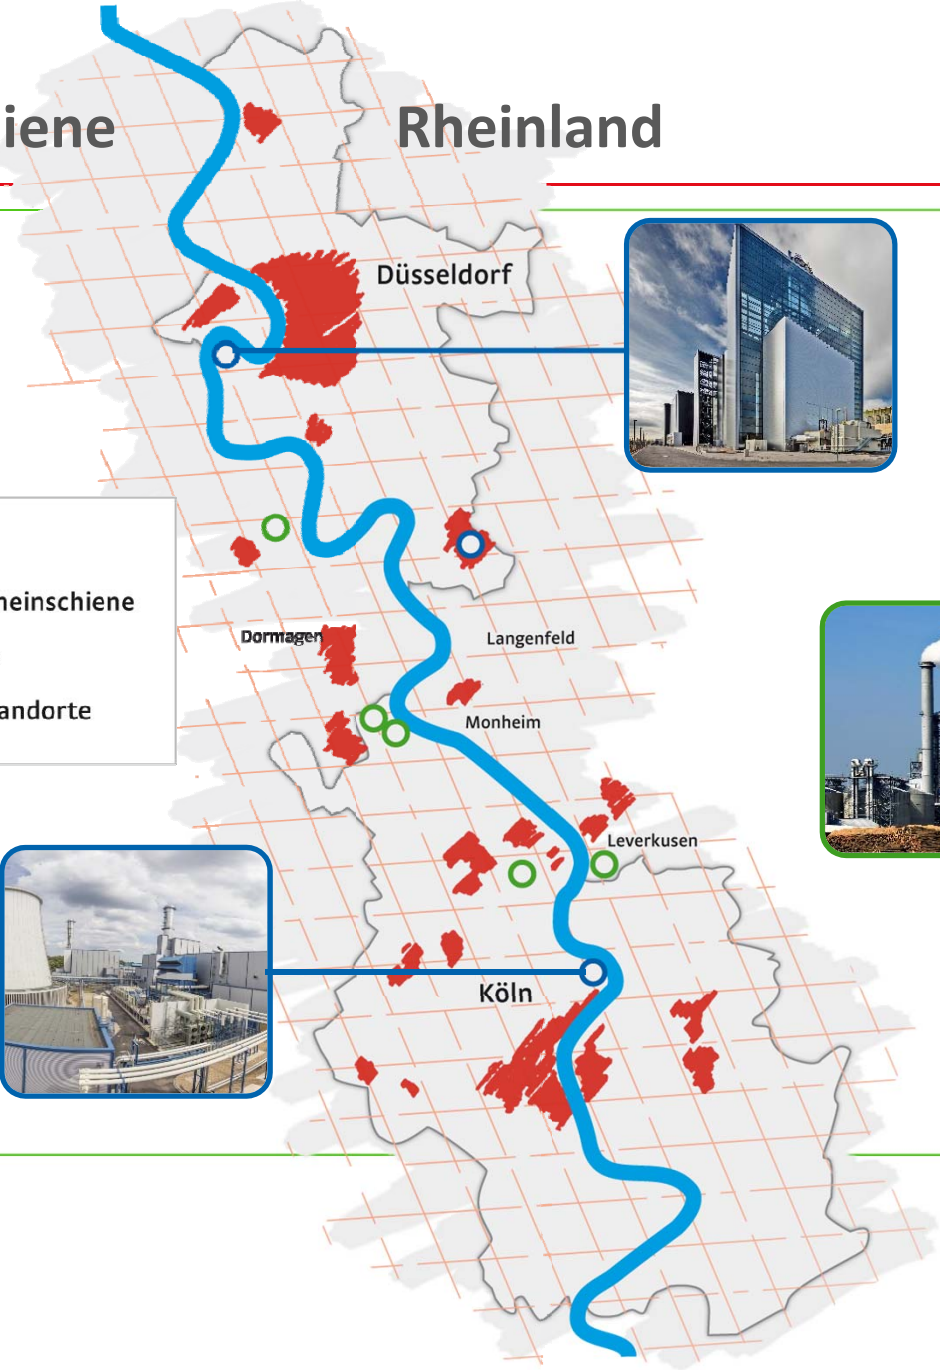 iene
Rheinland
Düsseldorf
heinschiene
andorte
Dormagen
Langenfeld
Monheim
Leverkusen
Köln